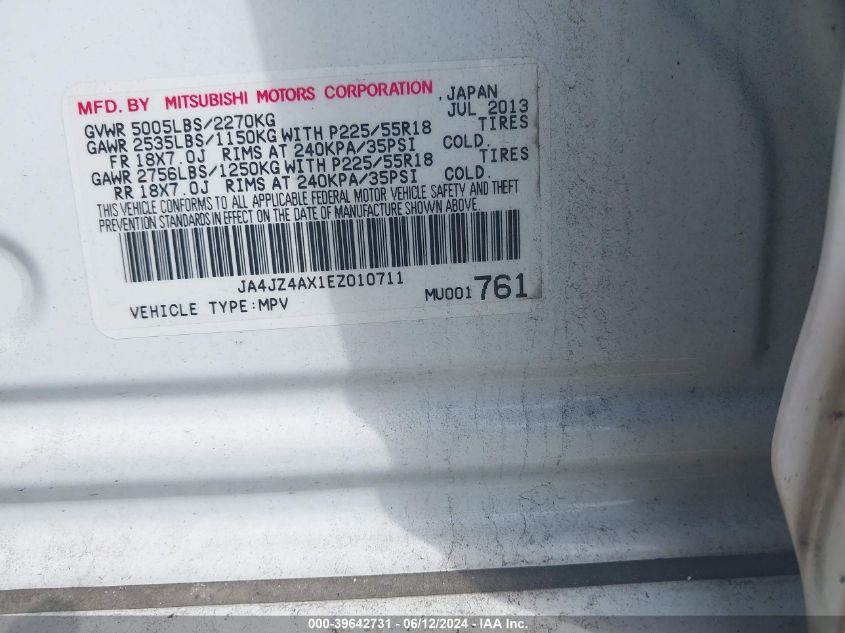 MFD. BY MITSUBISHI MOTORS CORPORATION , JAPAN
GVWR 5005LBS/2270KG JUL 2013
GAWR 2535LBS/1150KG WITH P225/55R18 TIRES
FR 18X7.0J RIMS AT 240KPA/35PSI COLD.
GAWR 2756LBS/1250KG WITH P225/55R18 TIRES
RR 18X7.0J RIMS AT 240KPA/35PSI COLD.
THIS VEHICLE CONFORMS TO ALL APPLICABLE FEDERAL MOTOR VEHICLE SAFETY AND THEFT
PREVENTION STANDARDS IN EFFECT ON THE DATE OF MANUFACTURE SHOWN ABOVE.
JA4JZ4AX1EZ010711
VEHICLE TYPE:MPV MU001 761
000-39642731 - 06/12/2024 - IAAI.COM